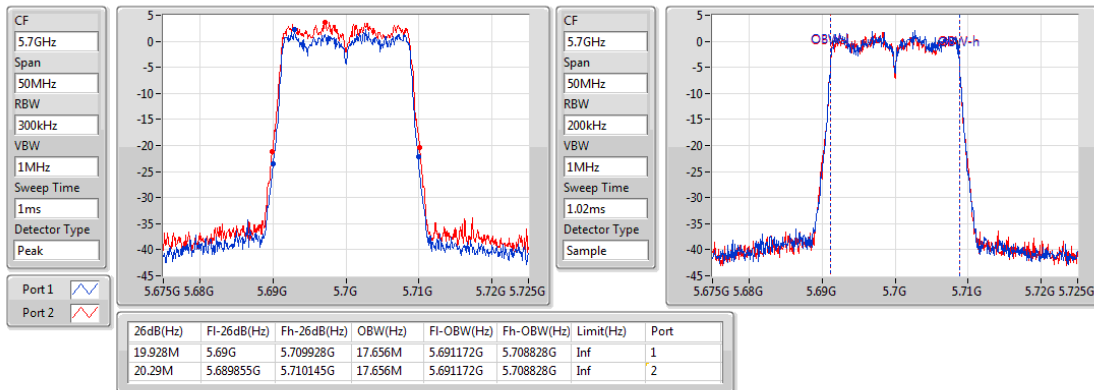 CF
5.7GHz
Span
50MHz
RBW
300kHz
VBW
1MHz
Sweep Time
1ms
Detector Type
Peak
Port 1
Port 2
5
0
-5
-10
-15
-20
-25
-30
-35
-40
-45
5.675G 5.68G 5.69G 5.7G 5.71G 5.72G 5.725G
CF
5.7GHz
Span
50MHz
RBW
200kHz
VBW
1MHz
Sweep Time
1.02ms
Detector Type
Sample
5
0
-5
-10
-15
-20
-25
-30
-35
-40
-45
OBW-h
5.675G 5.68G 5.69G 5.7G 5.71G 5.72G 5.725G
26dB(Hz) Fl-26dB(Hz) Fh-26dB(Hz) OBW(Hz) Fl-OBW(Hz) Fh-OBW(Hz) Limit(Hz) Port
19.928M 5.69G 5.709928G 17.656M 5.691172G 5.708828G Inf 1
20.29M 5.689855G 5.710145G 17.656M 5.691172G 5.708828G Inf 2